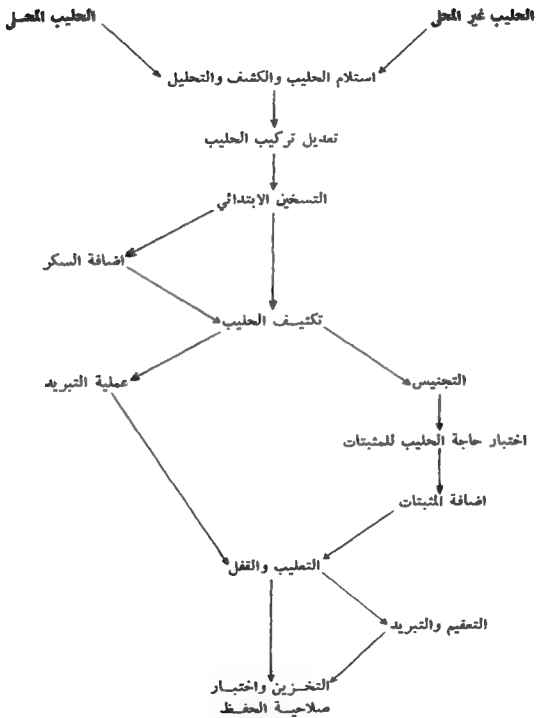 الحليب غير المحلى
الحليب المحلى
استلام الحليب والكشف والتحليل
تعديل تركيب الحليب
التسخين الابتدائي
اضافة السكر
تكثيف الحليب
التجنيس
عملية التبريد
اختبار حاجة الحليب للمثبتات
اضافة المثبتات
التعليب والقفل
التعقيم والتبريد
التخزين واختبار
صلاحية الحفظ